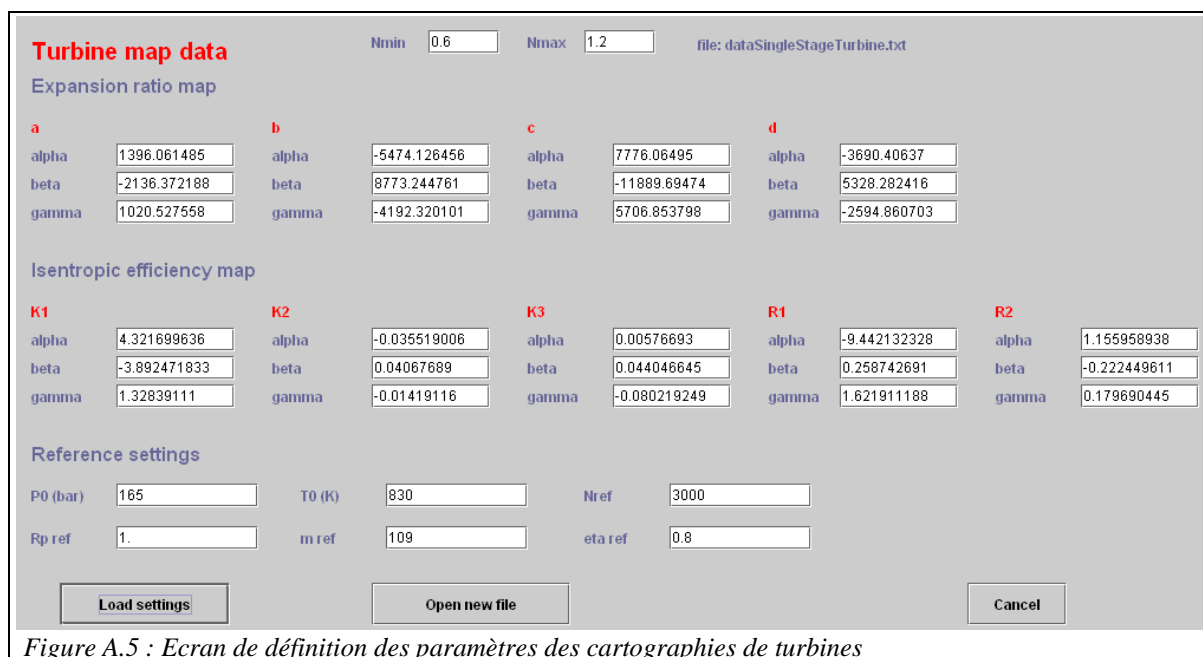 Turbine map data Nmin 0.6 Nmax 1.2 file: dataSingleStageTurbine.txt
Expansion ratio map
a b c d
alpha 1396.061485 alpha -5474.126456 alpha 7776.06495 alpha -3690.40637
beta -2136.372188 beta 8773.244761 beta -11889.69474 beta 5328.282416
gamma 1020.527558 gamma -4192.320101 gamma 5706.853798 gamma -2594.860703
Isentropic efficiency map
K1 K2 K3 R1 R2
alpha 4.321699636 alpha -0.035519006 alpha 0.00576693 alpha -9.442132328 alpha 1.155958938
beta -3.892471833 beta 0.04067689 beta 0.044046645 beta 0.258742691 beta -0.222449611
gamma 1.32839111 gamma -0.01419116 gamma -0.080219249 gamma 1.621911188 gamma 0.179690445
Reference settings
P0 (bar) 165 T0 (K) 830 Nref 3000
Rp ref 1. m ref 109 eta ref 0.8
Load settings Open new file Cancel
Figure A.5 : Ecran de définition des paramètres des cartographies de turbines